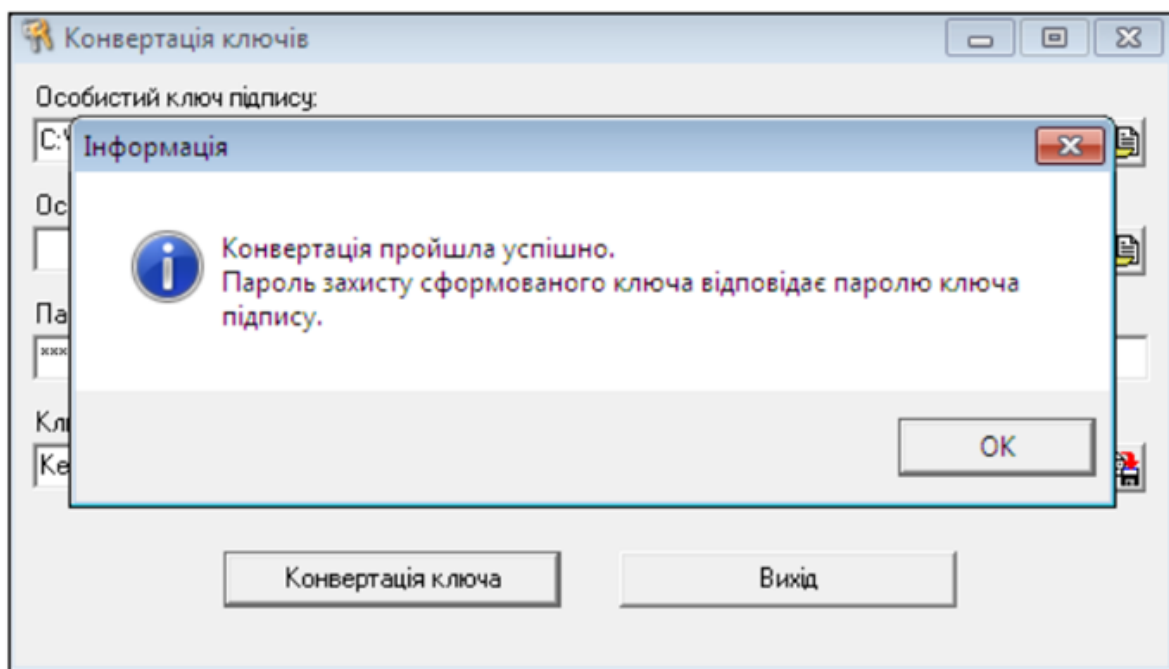 Конвертація ключів
Особистий ключ підпису:
C:\
Інформація
Конвертація пройшла успішно.
Пароль захисту сформованого ключа відповідає паролю ключа
підпису.
***
OK
Конвертація ключа
Вихід